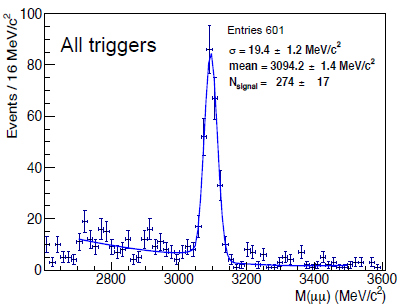 100
80
60
40
20
0
Events / 16 MeV/c²
All triggers
Entries 601
σ = 19.4 ± 1.2 MeV/c²
mean = 3094.2 ± 1.4 MeV/c²
Nsignal = 274 ± 17
2800 3000 3200 3400 3600
M(μμ) (MeV/c²)